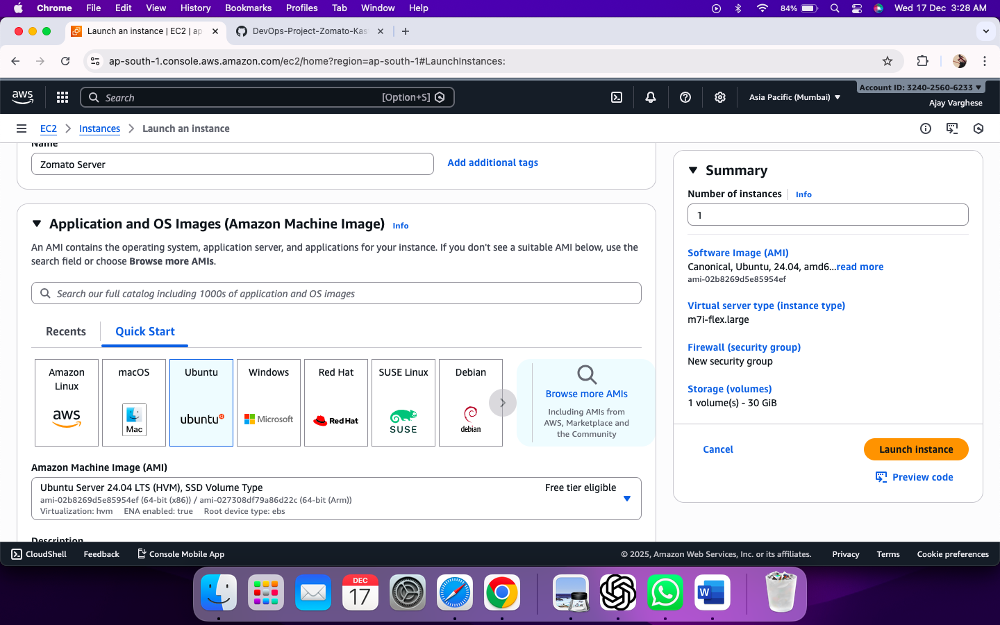 Chrome File Edit View History Bookmarks Profiles Tab Window Help 84% Wed 17 Dec 3:28 AM
Launch an instance | EC2 | ap
DevOps-Project-Zomato-Kas
ap-south-1.console.aws.amazon.com/ec2/home?region=ap-south-1#LaunchInstances:
aws
Search [Option+S]
Asia Pacific (Mumbai)
Account ID: 3240-2560-6233
Ajay Varghese
EC2 Instances Launch an instance
Name
Zomato Server
Add additional tags
Application and OS Images (Amazon Machine Image) Info
An AMI contains the operating system, application server, and applications for your instance. If you don't see a suitable AMI below, use the
search field or choose Browse more AMIs.
Search our full catalog including 1000s of application and OS images
Recents Quick Start
Amazon
Linux
aws
macOS
Mac
Ubuntu
ubuntu
Windows
Microsoft
Red Hat
Red Hat
SUSE Linux
SUSE
Debian
debian
Browse more AMIs
Including AMIs from
AWS, Marketplace and
the Community
Amazon Machine Image (AMI)
Ubuntu Server 24.04 LTS (HVM), SSD Volume Type
Free tier eligible
ami-02b8269d5e85954ef (64-bit (x86)) / ami-027308df79a86d22c (64-bit (Arm))
Virtualization: hvm ENA enabled: true Root device type: ebs
Description
Summary
Number of instances Info
1
Software Image (AMI)
Canonical, Ubuntu, 24.04, amd6...read more
ami-02b8269d5e85954ef
Virtual server type (instance type)
m7i-flex.large
Firewall (security group)
New security group
Storage (volumes)
1 volume(s) - 30 GiB
Cancel
Launch instance
Preview code
CloudShell Feedback Console Mobile App
© 2025, Amazon Web Services, Inc. or its affiliates. Privacy Terms Cookie preferences
DEC
17
W